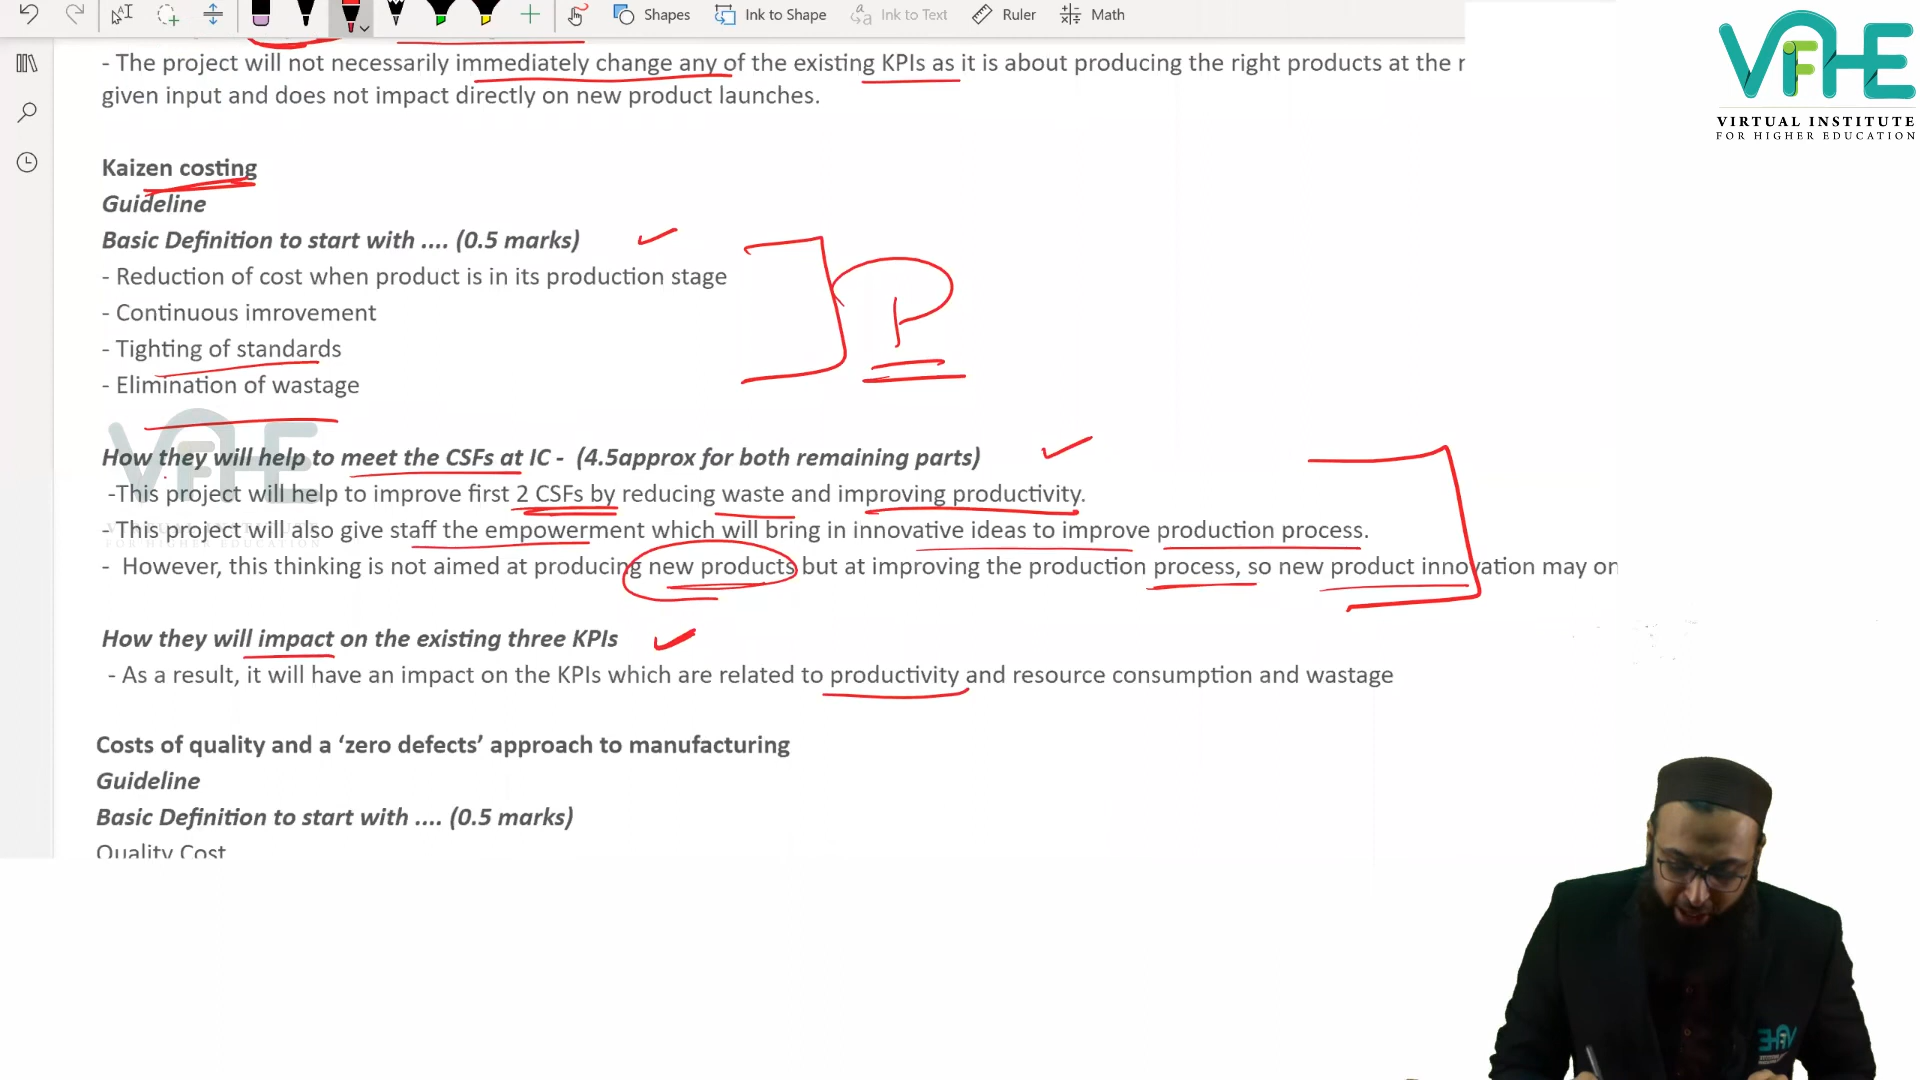 Shapes Ink to Shape Ink to Text Ruler Math
- The project will not necessarily immediately change any of the existing KPIs as it is about producing the right products at the r
given input and does not impact directly on new product launches.
VIRTUAL INSTITUTE
FOR HIGHER EDUCATION
Kaizen costing
Guideline
Basic Definition to start with .... (0.5 marks)
- Reduction of cost when product is in its production stage
- Continuous imrovement
- Tighting of standards
- Elimination of wastage
P
How they will help to meet the CSFs at IC - (4.5approx for both remaining parts)
-This project will help to improve first 2 CSFs by reducing waste and improving productivity.
- This project will also give staff the empowerment which will bring in innovative ideas to improve production process.
- However, this thinking is not aimed at producing new products but at improving the production process, so new product innovation may on
How they will impact on the existing three KPIs
- As a result, it will have an impact on the KPIs which are related to productivity and resource consumption and wastage
Costs of quality and a ‘zero defects’ approach to manufacturing
Guideline
Basic Definition to start with .... (0.5 marks)
Quality Cost